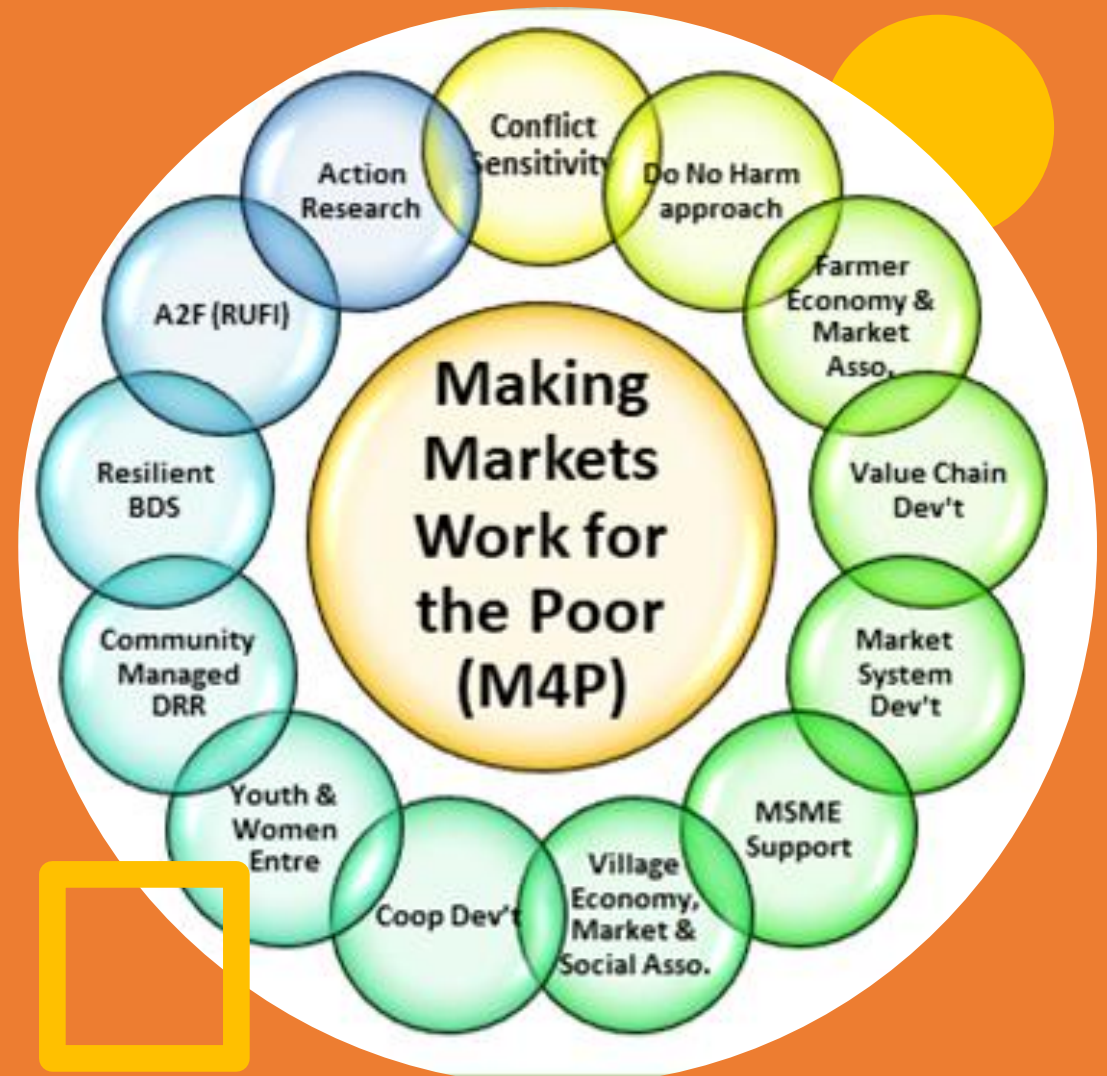 Making
Markets
Work for
the Poor
(M4P)
Conflict
Sensitivity
Do No Harm
approach
Farmer
Economy &
Market
Asso.
Value Chain
Dev't
Market
System
Dev't
MSME
Support
Village
Economy,
Market &
Social Asso.
Coop Dev't
Youth &
Women
Entre
Community
Managed
DRR
Resilient
BDS
A2F (RUFI)
Action
Research